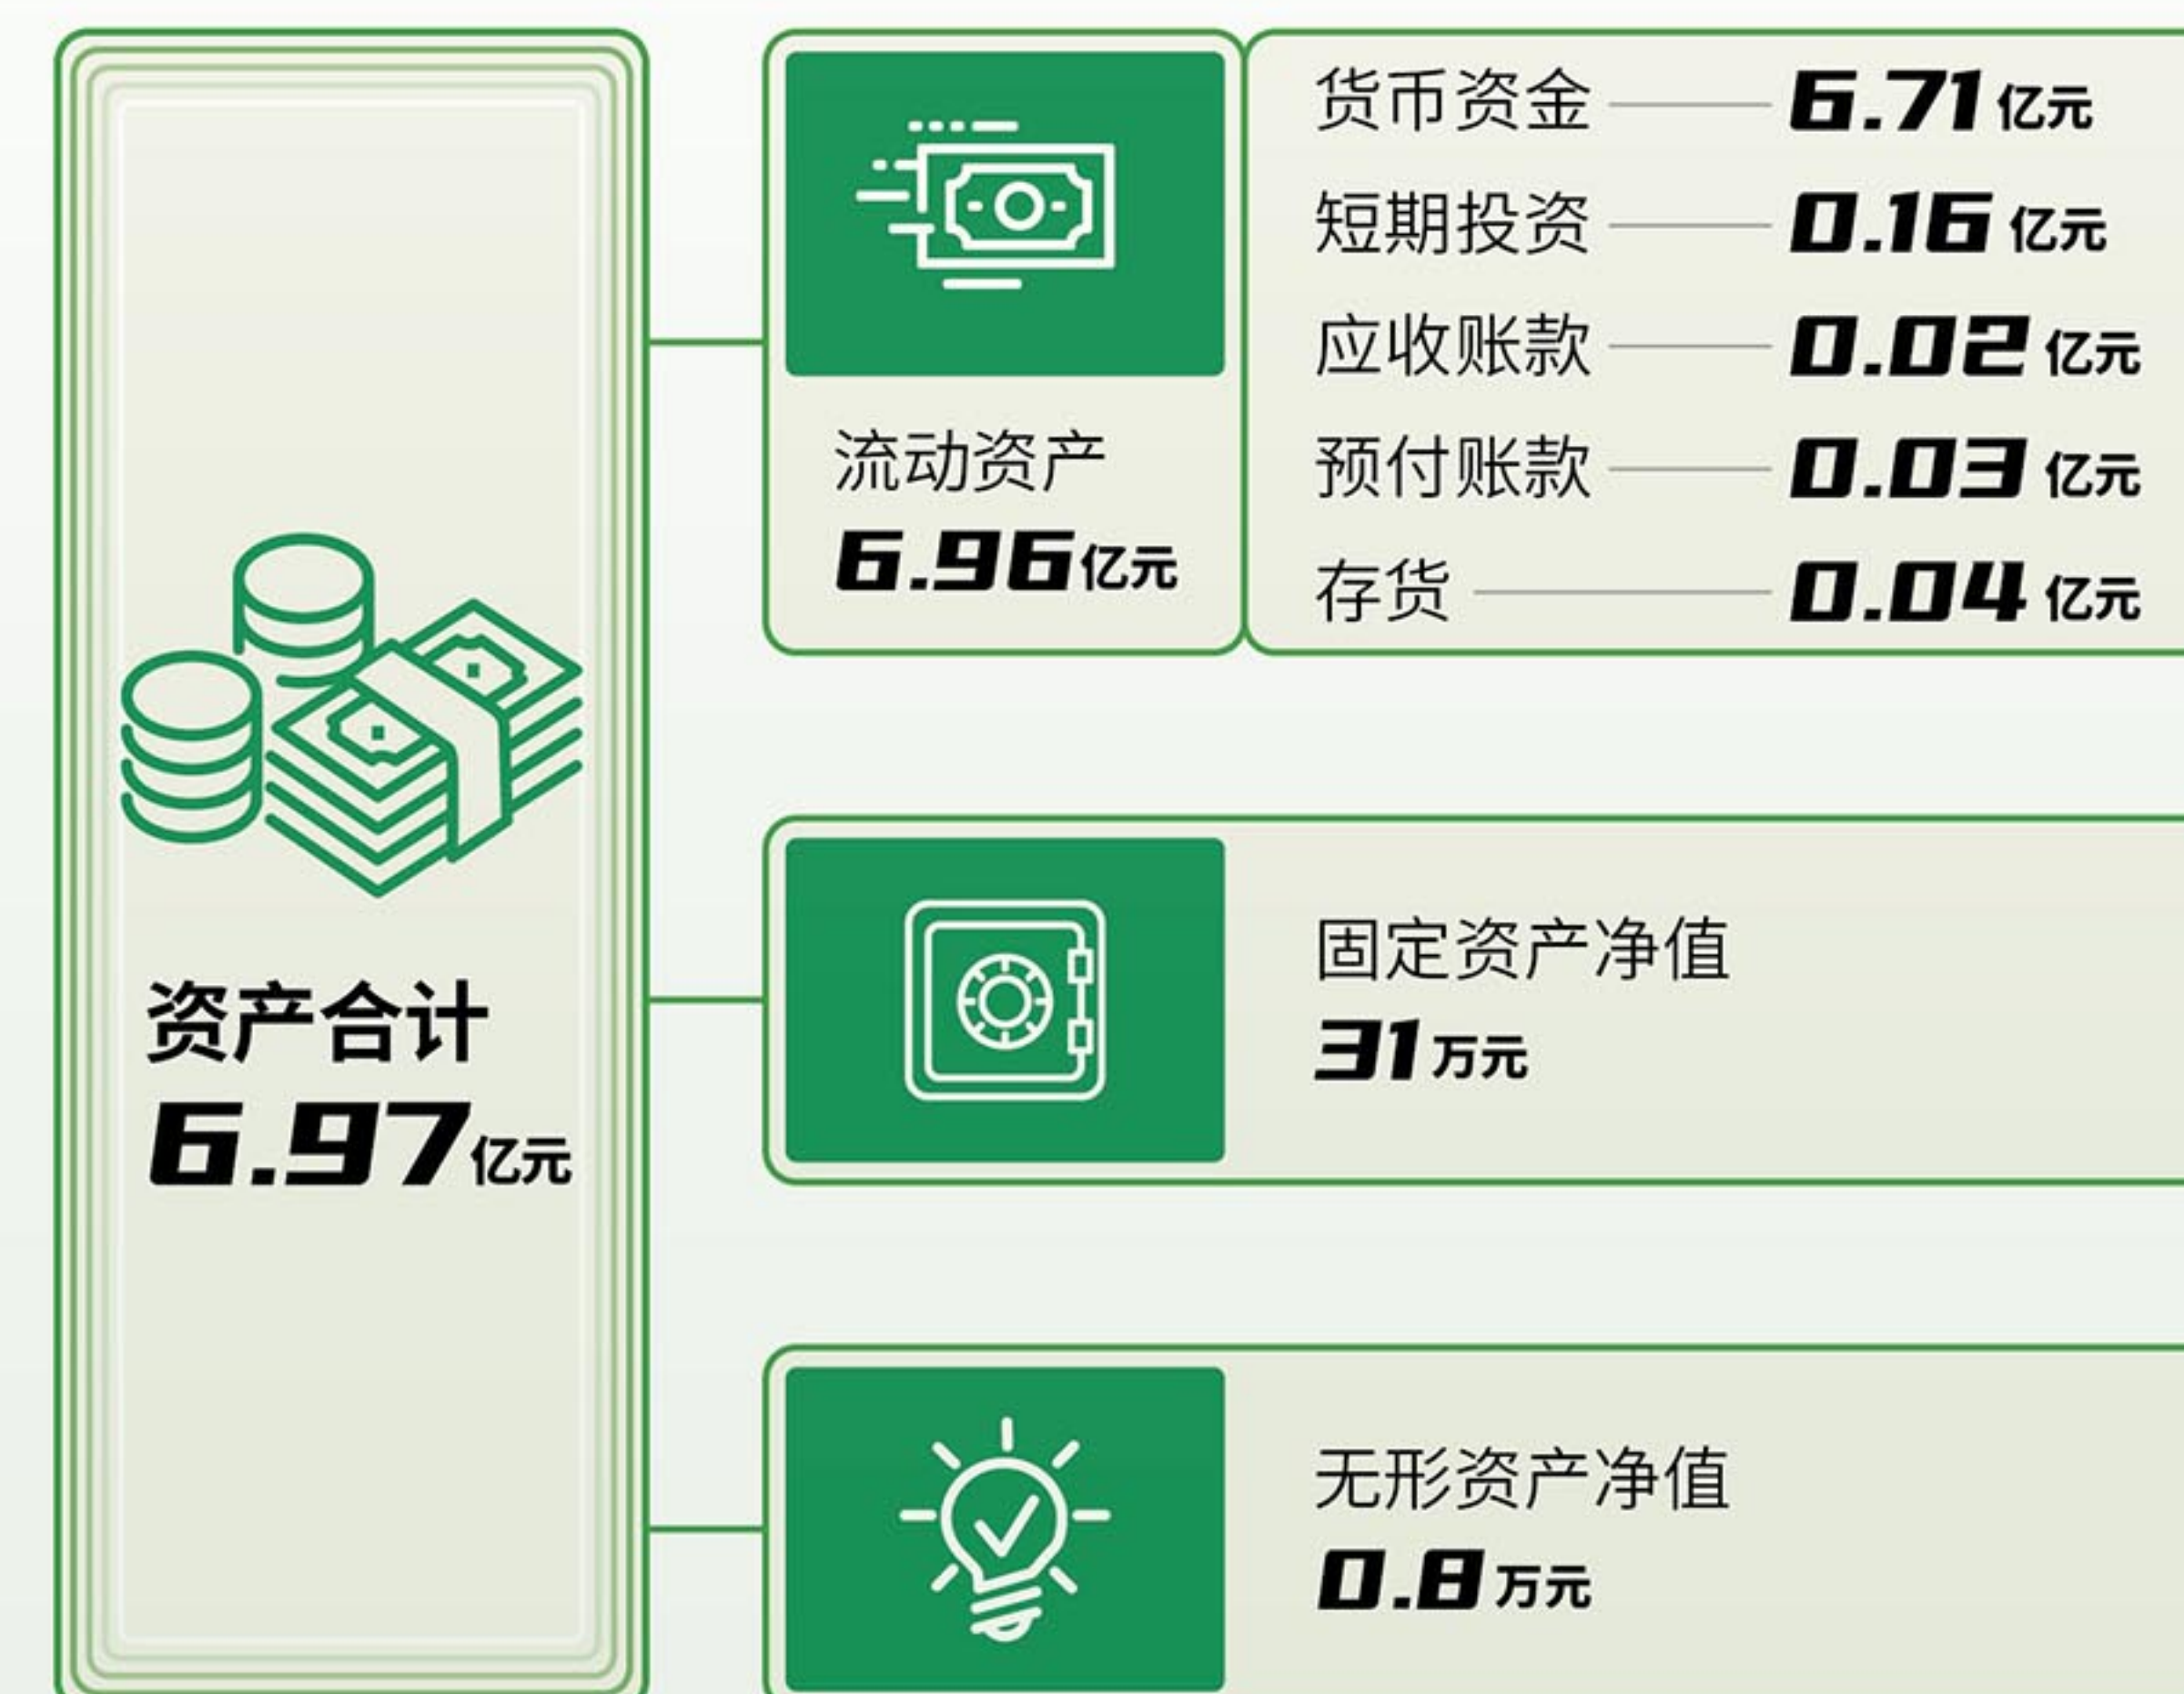 资产合计
6.97亿元
流动资产
6.96亿元
货币资金 6.71亿元
短期投资 0.16亿元
应收账款 0.02亿元
预付账款 0.03亿元
存货 0.04亿元
固定资产净值
31万元
无形资产净值
0.8万元